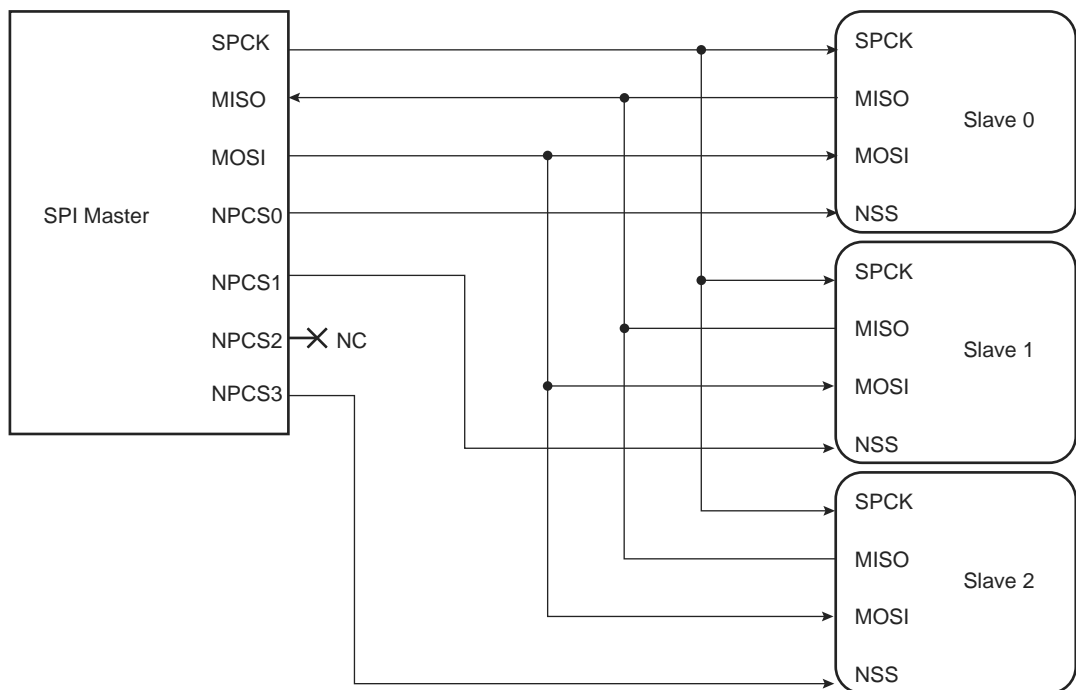 SPI Master
SPCK
MISO
MOSI
NPCS0
NPCS1
NPCS2
NC
NPCS3
SPCK
MISO
Slave 0
MOSI
NSS
SPCK
MISO
Slave 1
MOSI
NSS
SPCK
MISO
Slave 2
MOSI
NSS